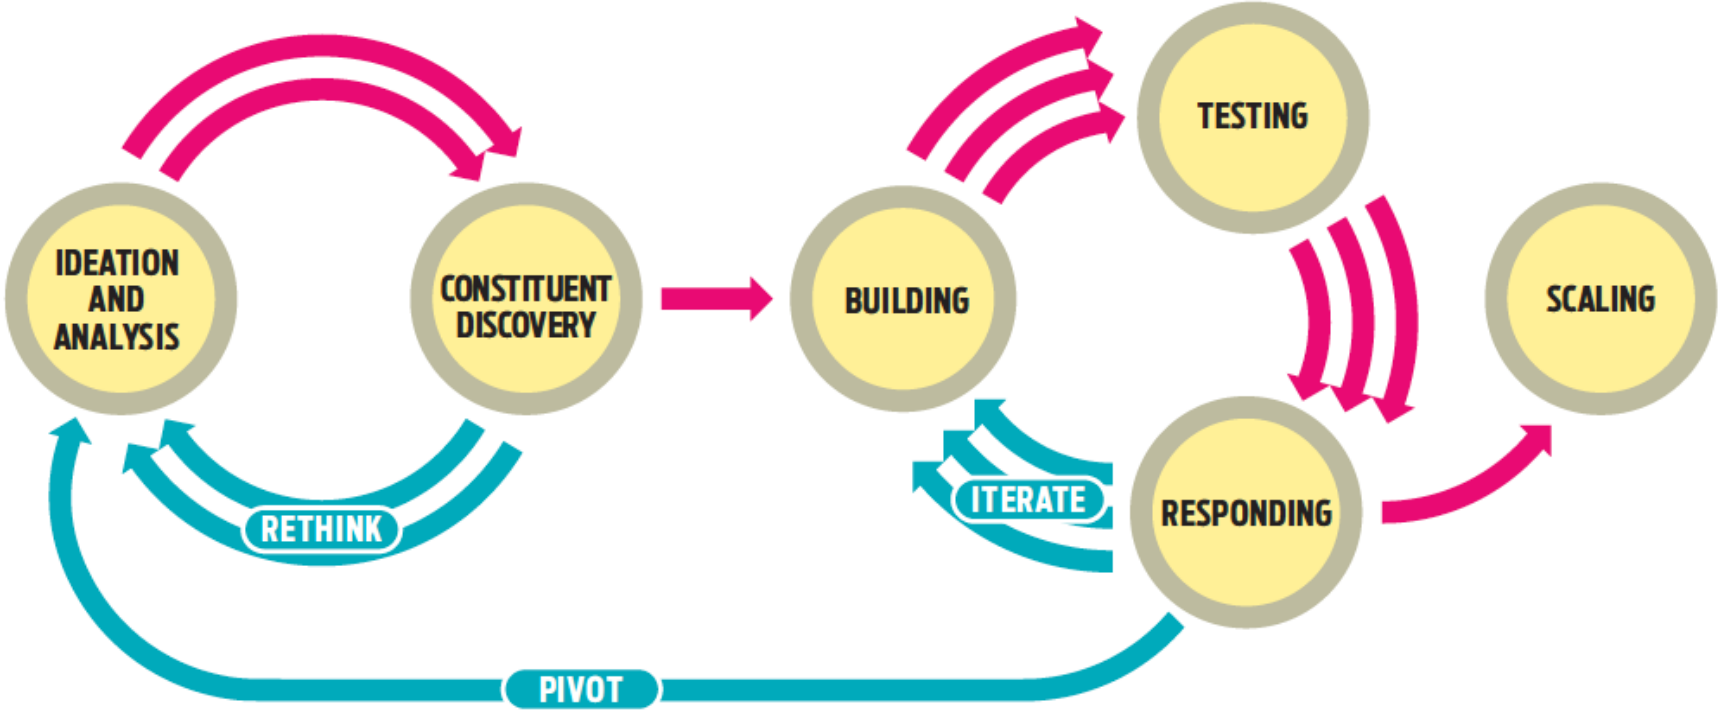 IDEATION
AND
ANALYSIS
CONSTITUENT
DISCOVERY
BUILDING
TESTING
RESPONDING
SCALING
RETHINK
ITERATE
PIVOT